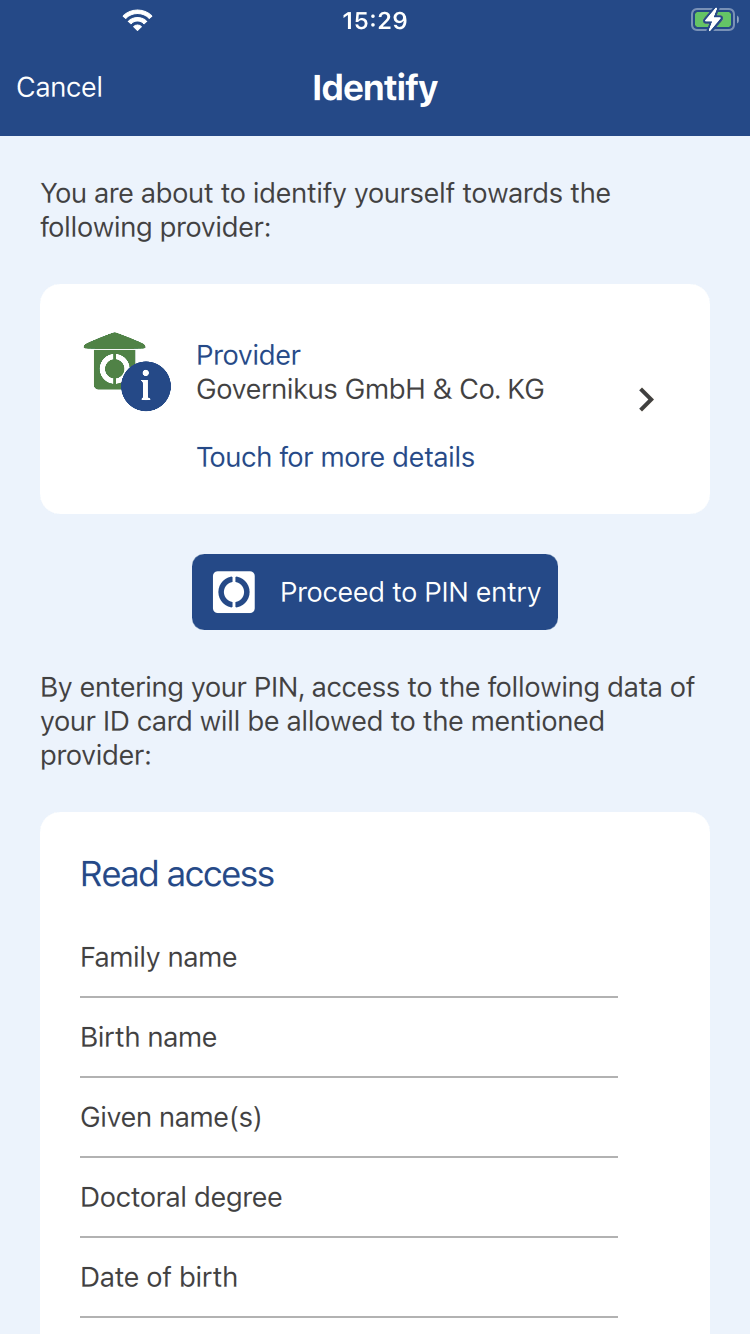 15:29
Cancel
Identify
You are about to identify yourself towards the
following provider:
Provider
Governikus GmbH & Co. KG
Touch for more details
Proceed to PIN entry
By entering your PIN, access to the following data of
your ID card will be allowed to the mentioned
provider:
Read access
Family name
Birth name
Given name(s)
Doctoral degree
Date of birth